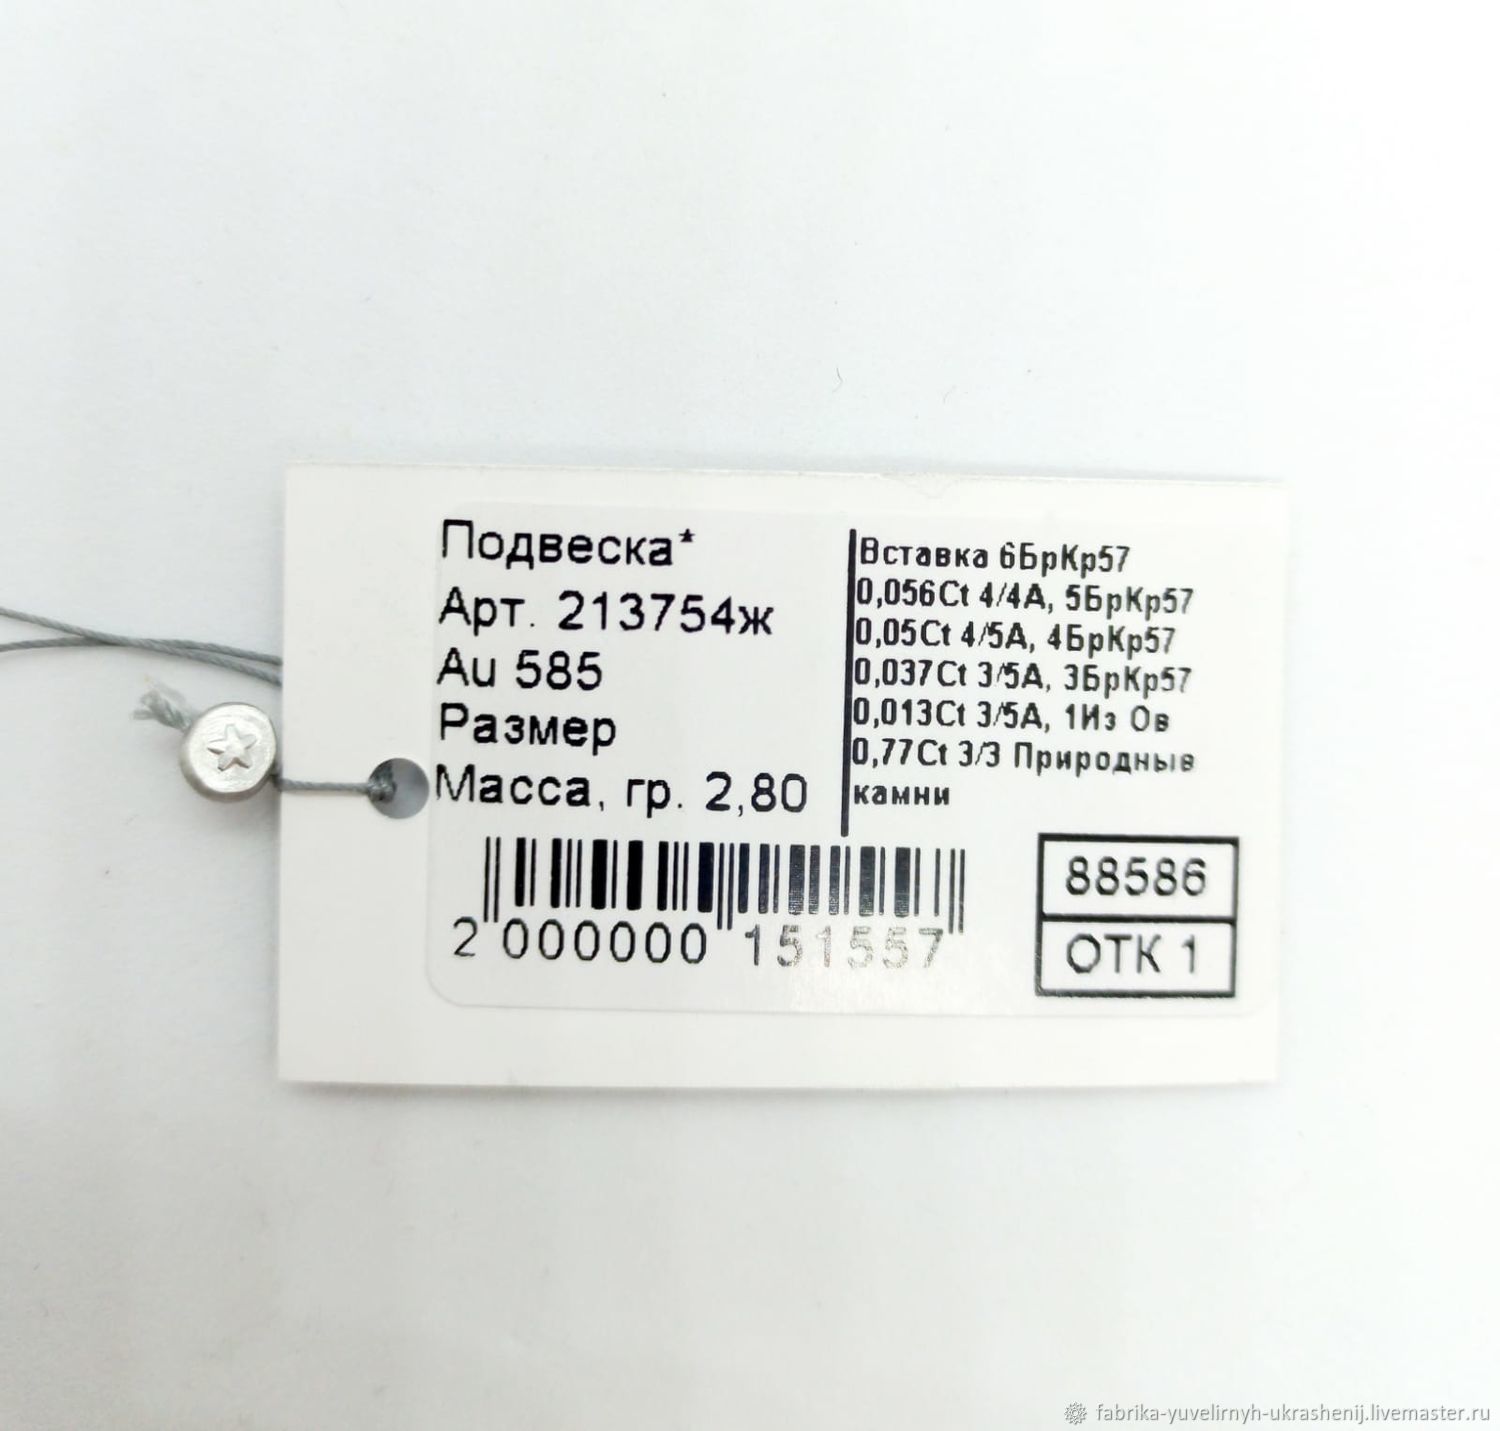 Подвеска*
Арт. 213754ж
Au 585
Размер
Масса, гр. 2,80
Вставка 6БрКр57
0,056Ct 4/4А, 5БрКр57
0,05Ct 4/5А, 4БрКр57
0,037Ct 3/5А, 3БрКр57
0,013Ct 3/5А, 1Из Ов
0,77Ct 3/3 Природные
камни
2 000000 151557
88586
ОТК 1
fabrika-yuvelirnyh-ukrashenij.livemaster.ru